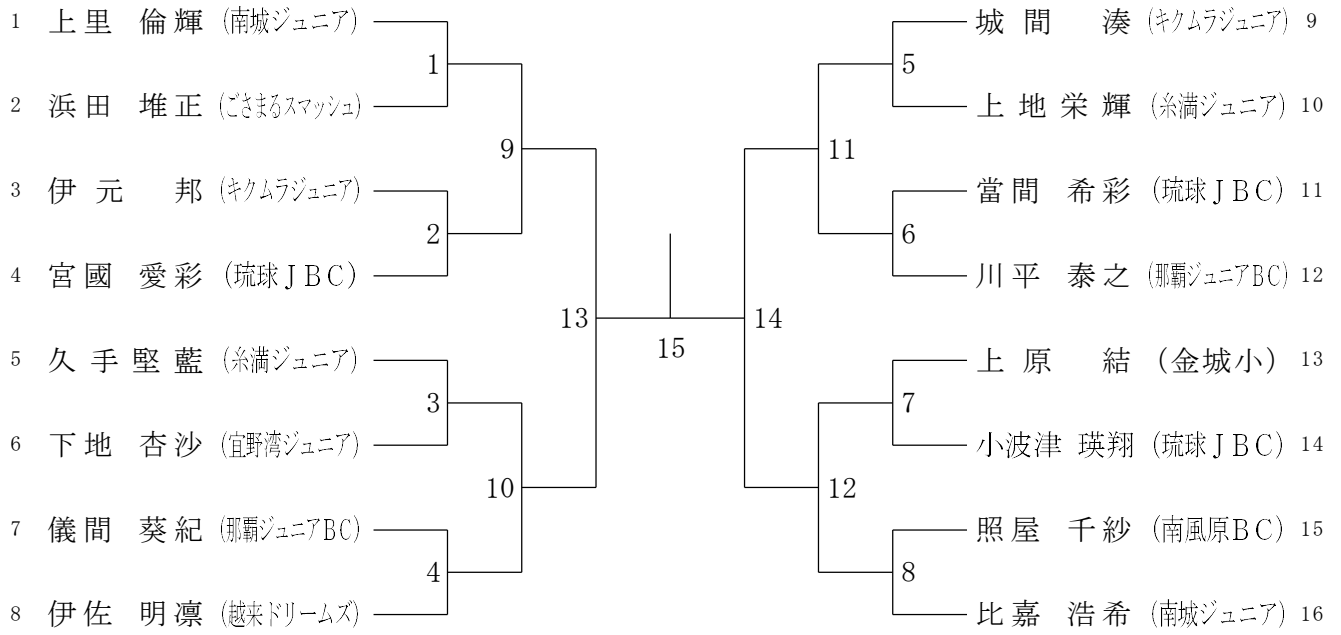 1 上里 倫輝 (南城ジュニア)
2 浜田 堆正 (ごさまるスマッシュ)
3 伊元 邦 (キクムラジュニア)
4 宮國 愛彩 (琉球ＪＢＣ)
5 久手堅藍 (糸満ジュニア)
6 下地 杏沙 (宜野湾ジュニア)
7 儀間 葵紀 (那覇ジュニアBC)
8 伊佐 明凛 (越来ドリームズ)
1
2
3
4
9
10
13
15
14
11
12
5
6
7
8
城間 湊 (キクムラジュニア) 9
上地栄輝 (糸満ジュニア) 10
當間 希彩 (琉球ＪＢＣ) 11
川平 泰之 (那覇ジュニアBC) 12
上原 結 (金城小) 13
小波津 瑛翔 (琉球ＪＢＣ) 14
照屋 千紗 (南風原ＢＣ) 15
比嘉 浩希 (南城ジュニア) 16